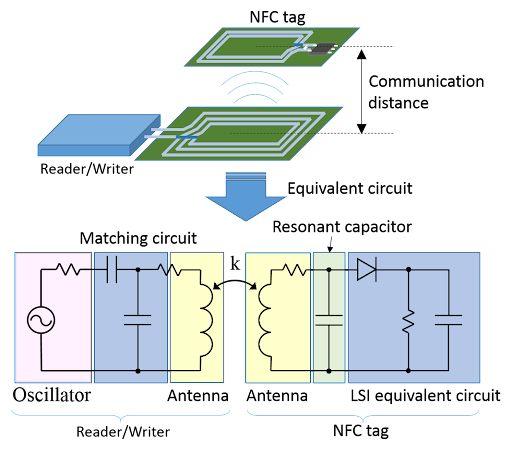 NFC tag
Communication
distance
Reader/Writer
Equivalent circuit
Resonant capacitor
Matching circuit
k
Oscillator
Antenna
Antenna
LSI equivalent circuit
Reader/Writer
NFC tag